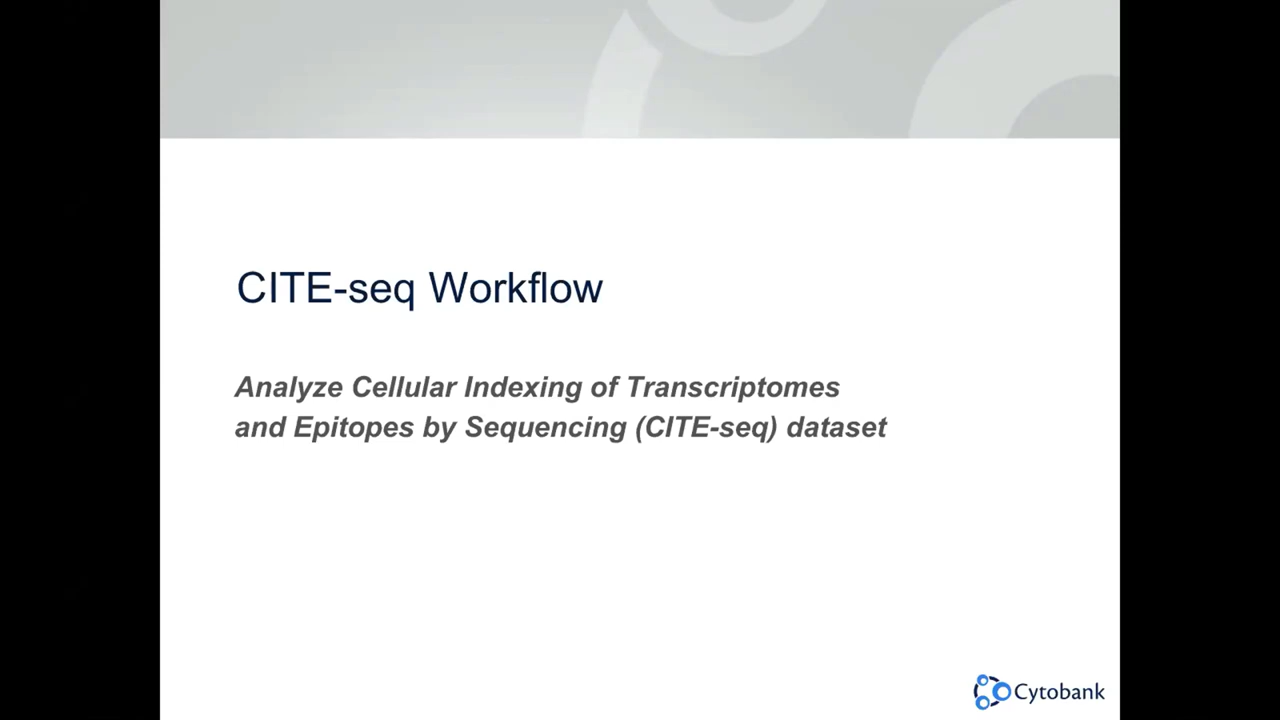 CITE-seq Workflow
Analyze Cellular Indexing of Transcriptomes
and Epitopes by Sequencing (CITE-seq) dataset
Cytobank